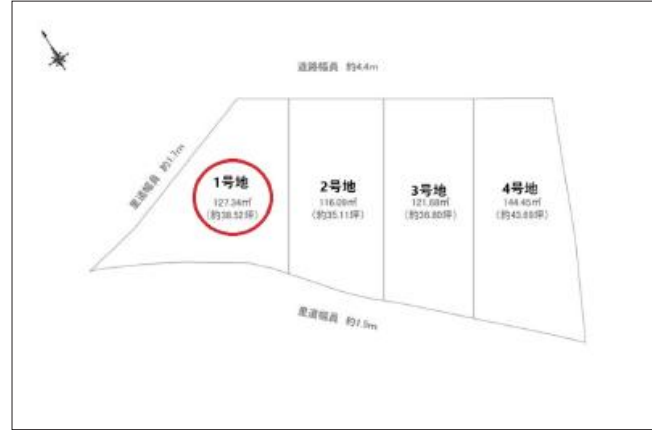 道路幅員 約4.4m
里道幅員 約1.7m
1号地
127.34㎡
(約38.52坪)
2号地
116.09㎡
(約35.11坪)
3号地
121.68㎡
(約36.80坪)
4号地
144.45㎡
(約43.69坪)
里道幅員 約1.5m